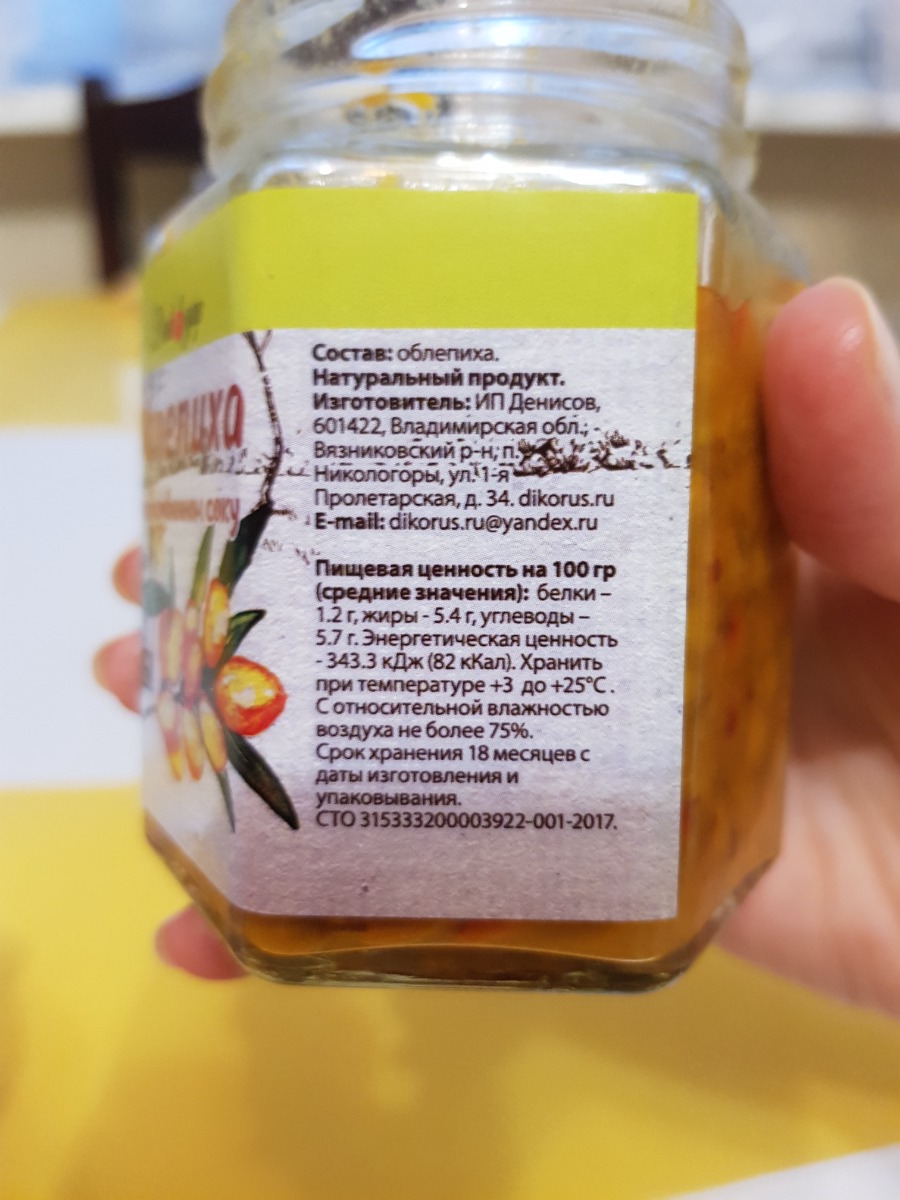 Состав: облепиха.
Натуральный продукт.
Изготовитель: ИП Денисов,
601422, Владимирская обл.,
Вязниковский р-н, п.
Никологоры, ул. 1-я
Пролетарская, д. 34. dikorus.ru
E-mail: dikorus.ru@yandex.ru
Пищевая ценность на 100 гр
(средние значения): белки –
1.2 г, жиры - 5.4 г, углеводы –
5.7 г. Энергетическая ценность
- 343.3 кДж (82 кКал). Хранить
при температуре +3 до +25°C .
С относительной влажностью
воздуха не более 75%.
Срок хранения 18 месяцев с
даты изготовления и
упаковывания.
СТО 315333200003922-001-2017.
соку